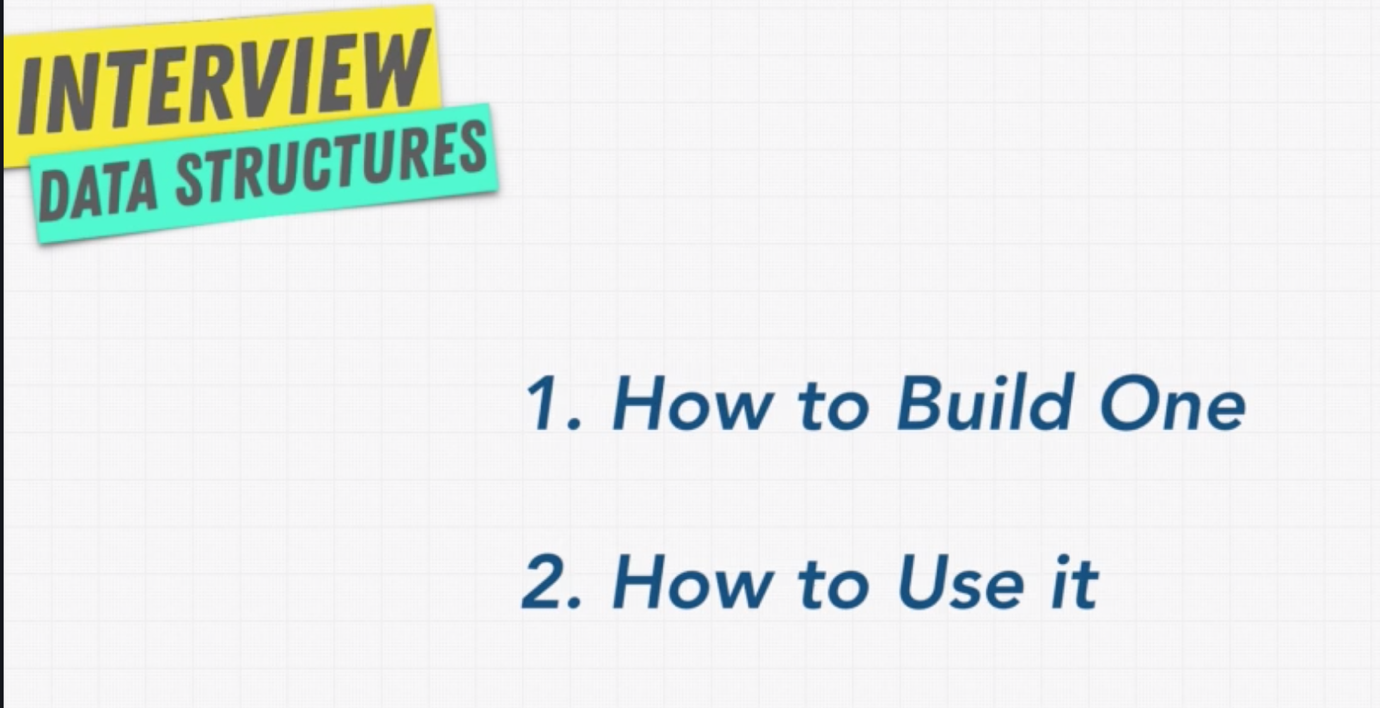 INTERVIEW
DATA STRUCTURES
1. How to Build One
2. How to Use it